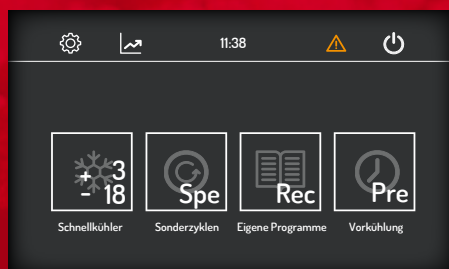 11:38
+ 3
- 18
Spe
Rec
Pre
Schnellkühler
Sonderzyklen
Eigene Programme
Vorkühlung